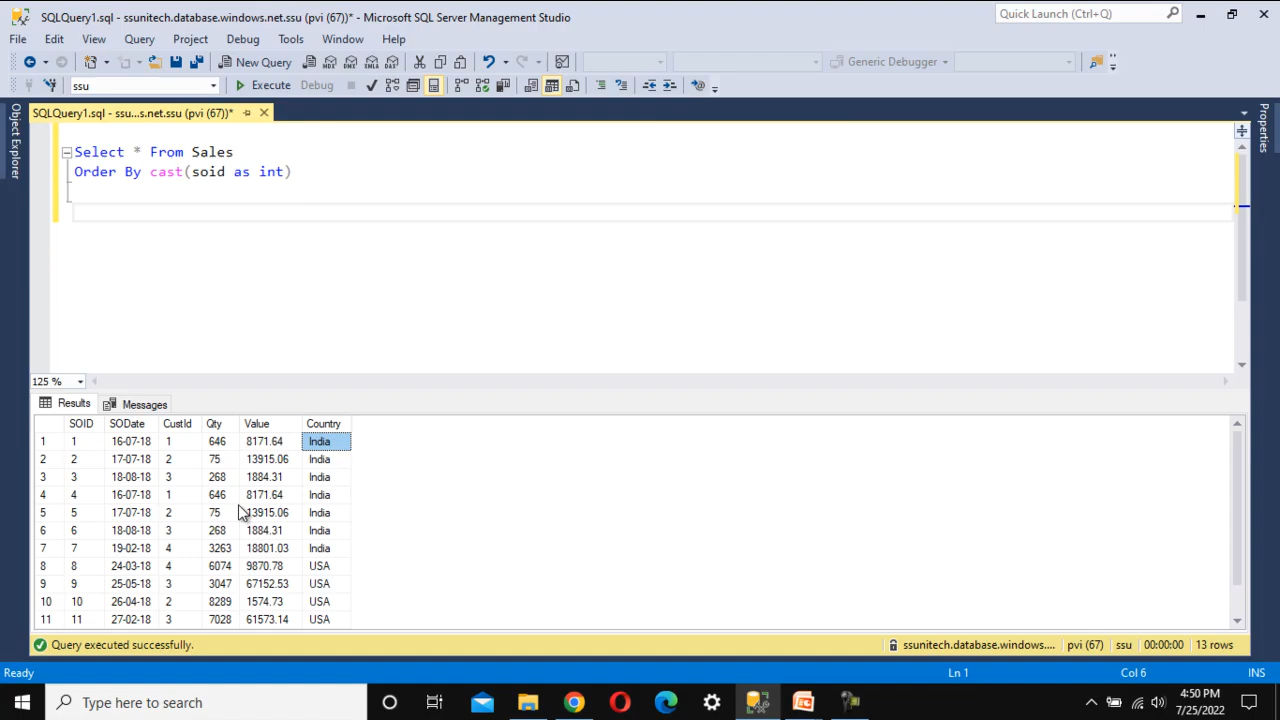 SQLQuery1.sql - ssunitech.database.windows.net.ssu (pvi (67))* - Microsoft SQL Server Management Studio
Quick Launch (Ctrl+Q)
File Edit View Query Project Debug Tools Window Help
New Query
Generic Debugger
ssu
Execute
Debug
SQLQuery1.sql - ssu...s.net.ssu (pvi (67))*
Object Explorer
Properties
Select * From Sales
Order By cast(soid as int)
125 %
Results
Messages
SOID SODate CustId Qty Value Country
1 1 16-07-18 1 646 8171.64 India
2 2 17-07-18 2 75 13915.06 India
3 3 18-08-18 3 268 1884.31 India
4 4 16-07-18 1 646 8171.64 India
5 5 17-07-18 2 75 13915.06 India
6 6 18-08-18 3 268 1884.31 India
7 7 19-02-18 4 3263 18801.03 India
8 8 24-03-18 4 6074 9870.78 USA
9 9 25-05-18 3 3047 67152.53 USA
10 10 26-04-18 2 8289 1574.73 USA
11 11 27-02-18 3 7028 61573.14 USA
Query executed successfully.
ssunitech.database.windows.... pvi (67) ssu 00:00:00 13 rows
Ready
Ln 1
Col 6
INS
Type here to search
4:50 PM
7/25/2022